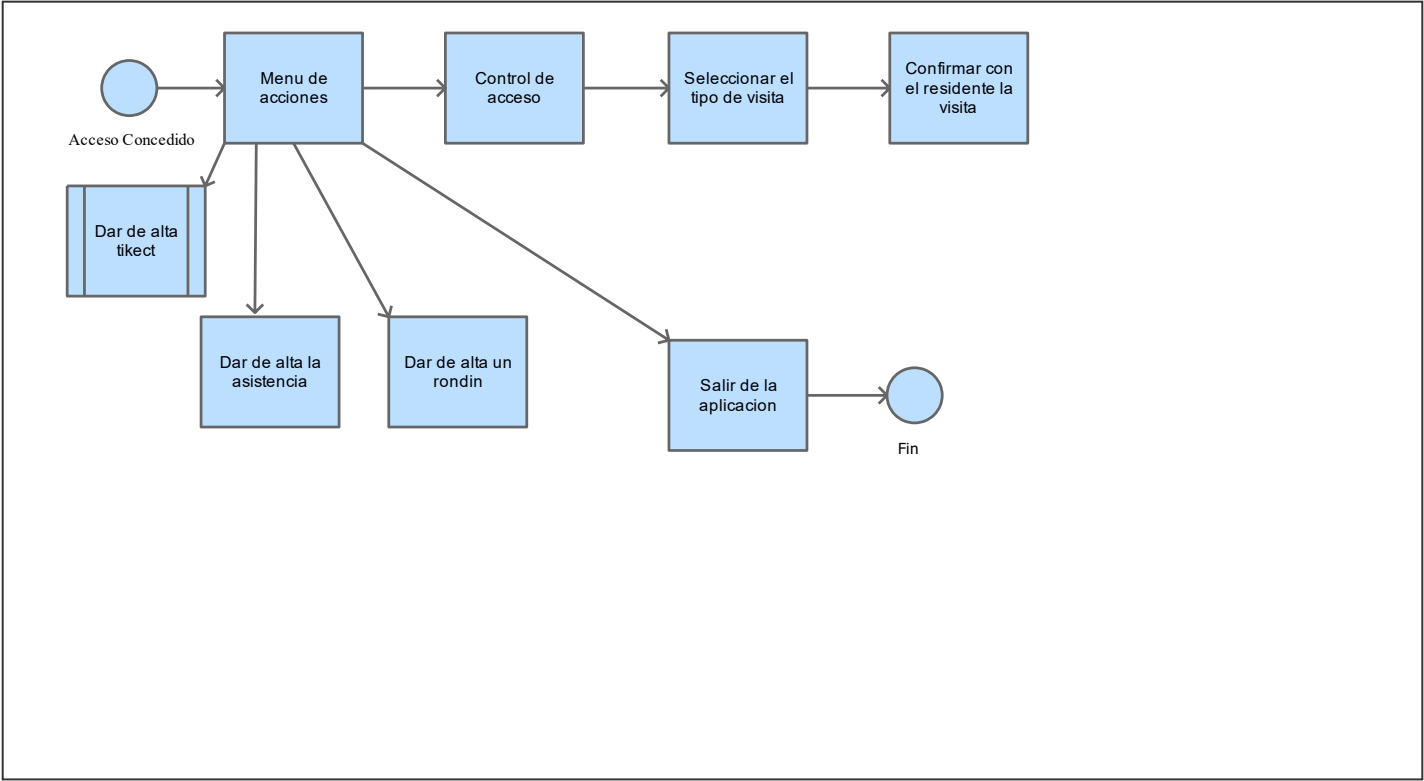 Menu de
acciones
Control de
acceso
Seleccionar el
tipo de visita
Confirmar con
el residente la
visita
Acceso Concedido
Dar de alta
tikect
Dar de alta la
asistencia
Dar de alta un
rondin
Salir de la
aplicacion
Fin